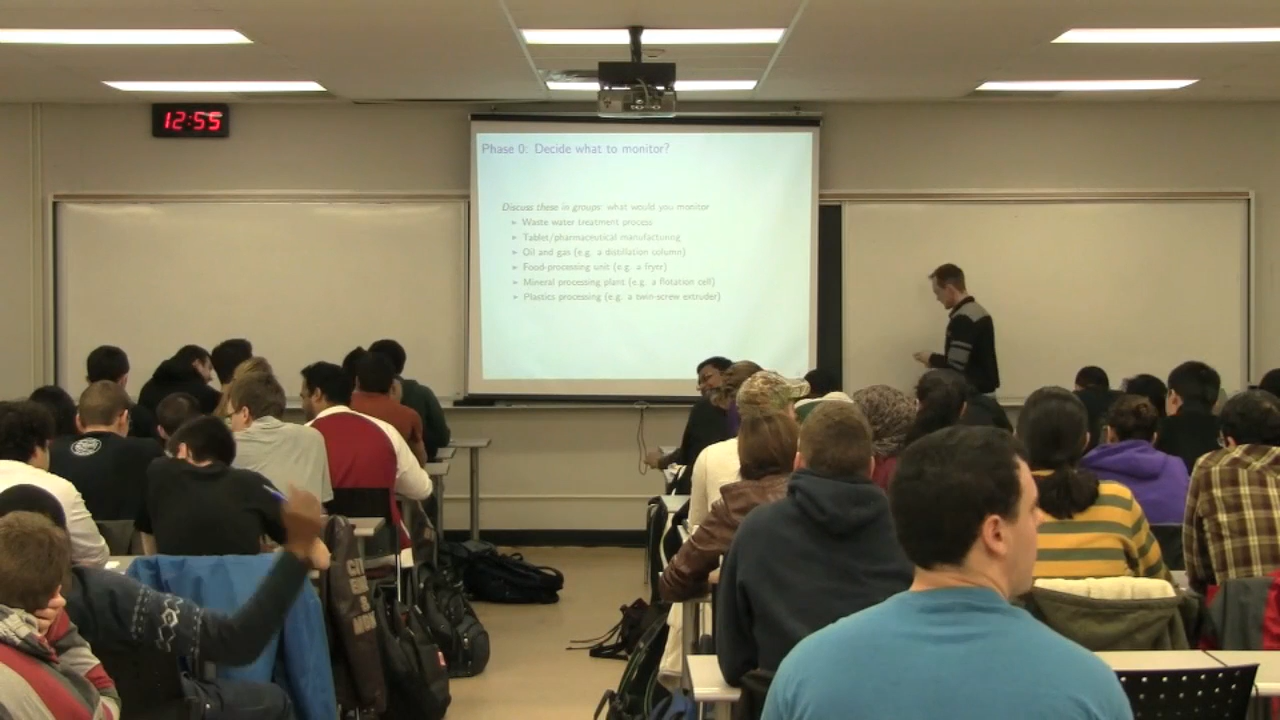 12:55
Phase 0: Decide what to monitor?
Discuss these in groups: what would you monitor
➤ Waste water treatment process
➤ Tablet/pharmaceutical manufacturing
➤ Oil and gas (e.g. a distillation column)
➤ Food-processing unit (e.g. a fryer)
➤ Mineral processing plant (e.g. a flotation cell)
➤ Plastics processing (e.g. a twin-screw extruder)